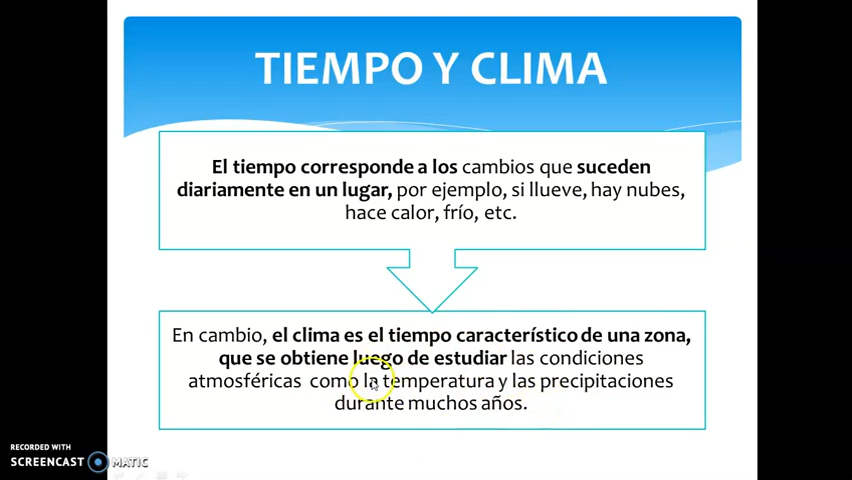 TIEMPO Y CLIMA
El tiempo corresponde a los cambios que suceden
diariamente en un lugar, por ejemplo, si llueve, hay nubes,
hace calor, frío, etc.
En cambio, el clima es el tiempo característico de una zona,
que se obtiene luego de estudiar las condiciones
atmosféricas como la temperatura y las precipitaciones
durante muchos años.
RECORDED WITH
SCREENCAST MATIC